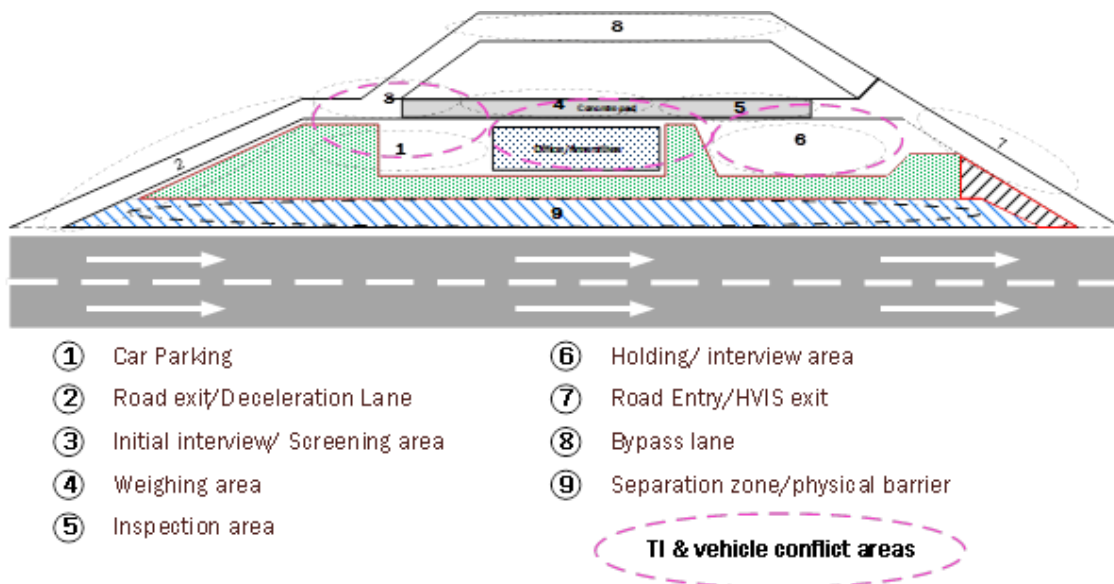 8
3
4
5
Concrete pad
1
6
2
7
9
1 Car Parking
2 Road exit/Deceleration Lane
3 Initial interview/ Screening area
4 Weighing area
5 Inspection area
6 Holding/ interview area
7 Road Entry/HVIS exit
8 Bypass lane
9 Separation zone/physical barrier
TI & vehicle conflict areas